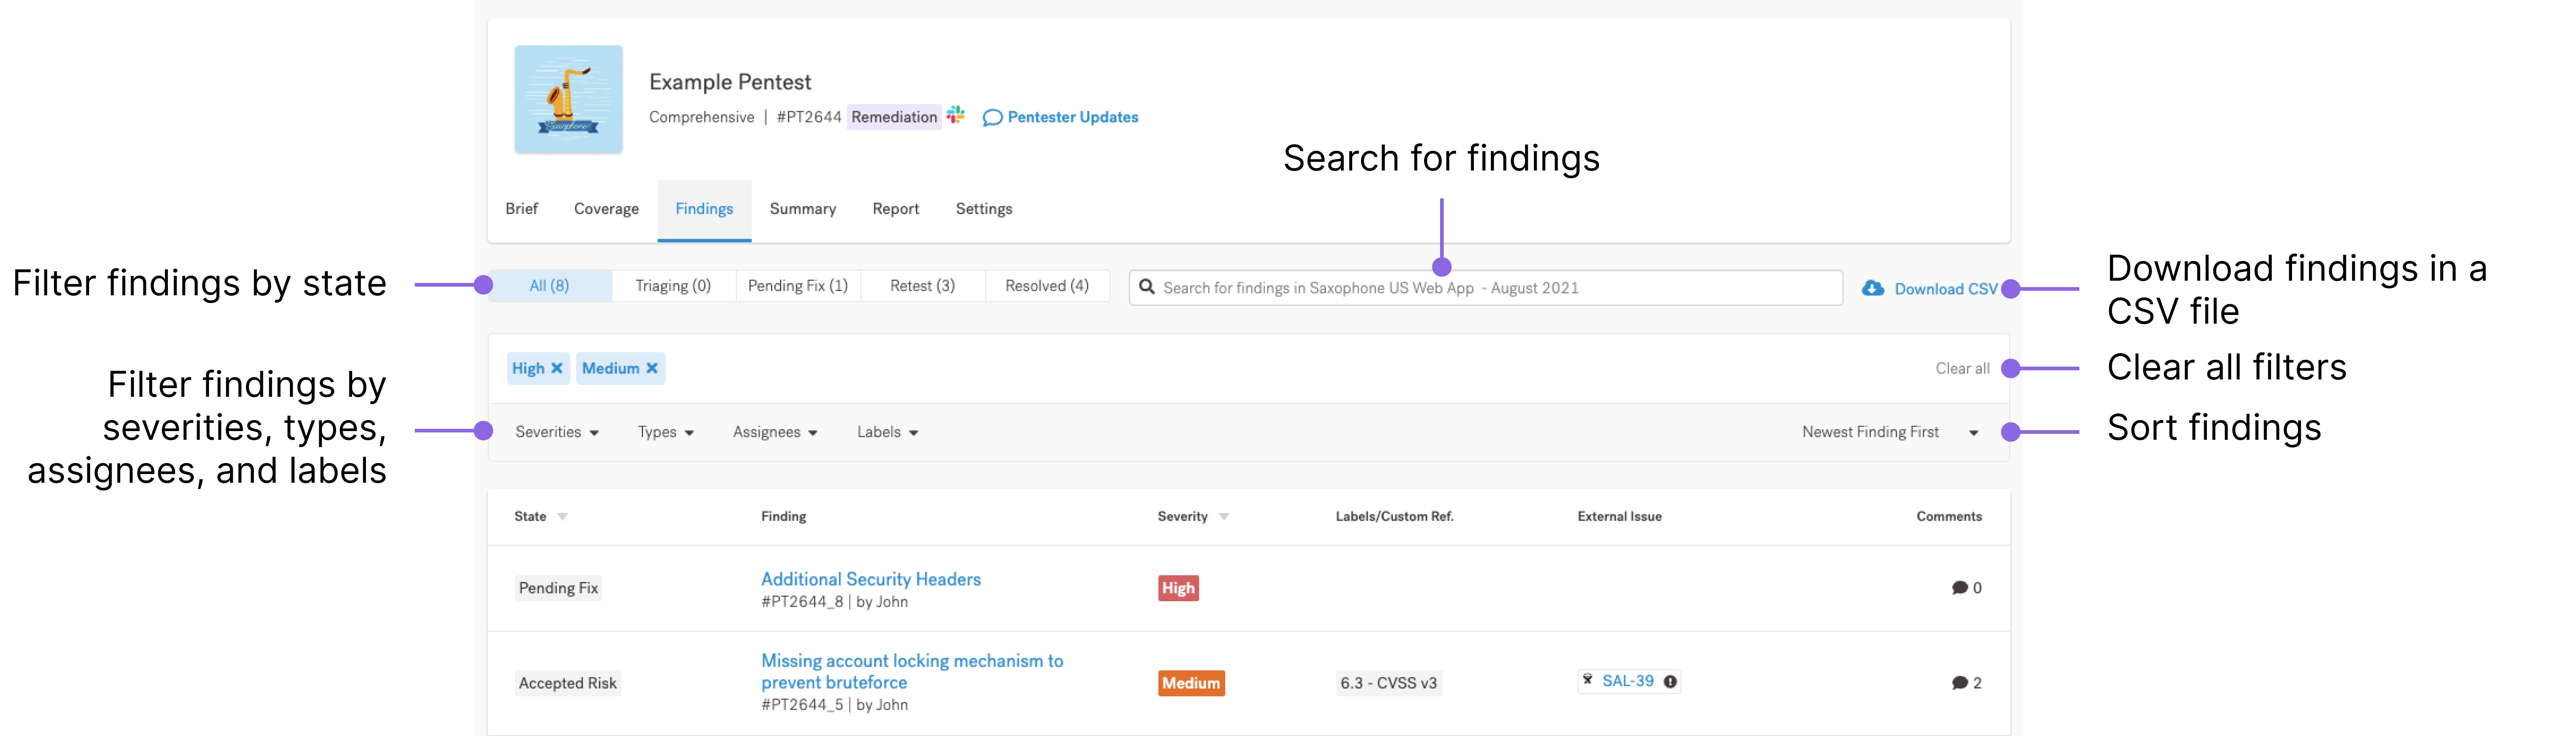 Saxophone
Example Pentest
Comprehensive | #PT2644 Remediation Pentester Updates
Search for findings
Brief Coverage Findings Summary Report Settings
Filter findings by state
All (8) Triaging (0) Pending Fix (1) Retest (3) Resolved (4)
Search for findings in Saxophone US Web App - August 2021
Download CSV
Download findings in a
CSV file
High Medium
Clear all
Clear all filters
Filter findings by
severities, types,
assignees, and labels
Severities Types Assignees Labels
Newest Finding First
Sort findings
State Finding Severity Labels/Custom Ref. External Issue Comments
Pending Fix
Additional Security Headers
#PT2644_8 | by John
High
0
Accepted Risk
Missing account locking mechanism to
prevent bruteforce
#PT2644_5 | by John
Medium
6.3 - CVSS v3
SAL-39
2